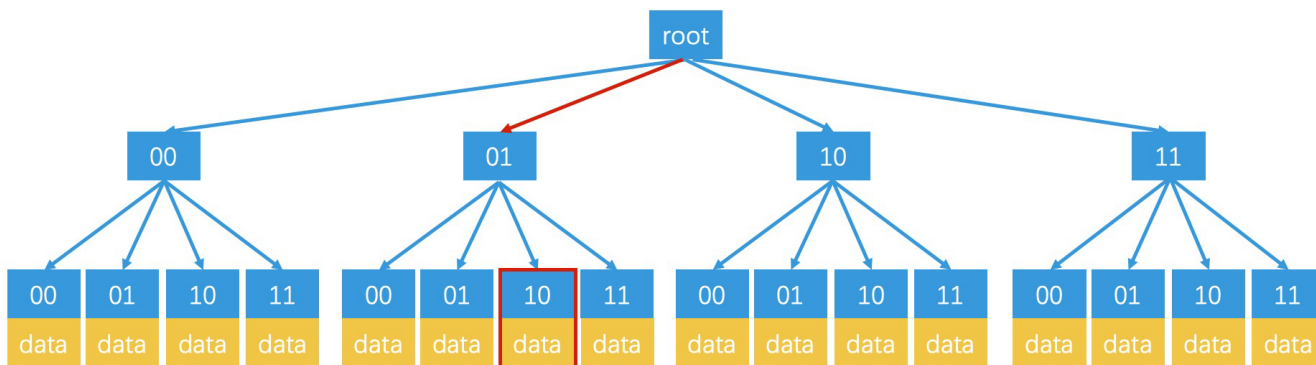 root
00 01 10 11
00 01 10 11 00 01 10 11 00 01 10 11 00 01 10 11
data data data data data data data data data data data data data data data data